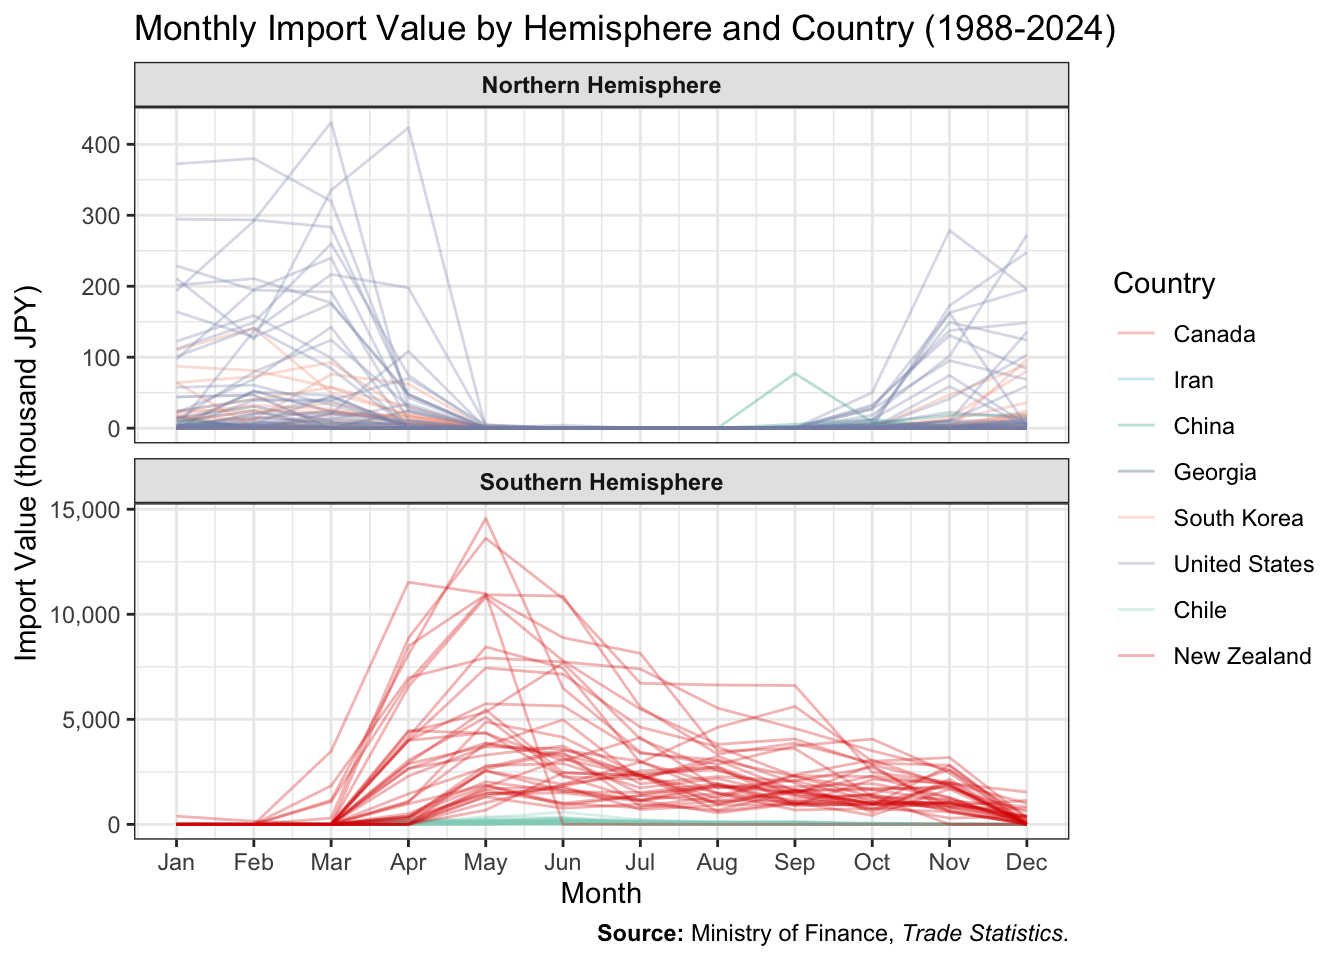 Monthly Import Value by Hemisphere and Country (1988-2024)
Northern Hemisphere
400
300
200
100
0
Southern Hemisphere
15,000
10,000
5,000
0
Import Value (thousand JPY)
Jan Feb Mar Apr May Jun Jul Aug Sep Oct Nov Dec
Month
Country
Canada
Iran
China
Georgia
South Korea
United States
Chile
New Zealand
Source: Ministry of Finance, Trade Statistics.